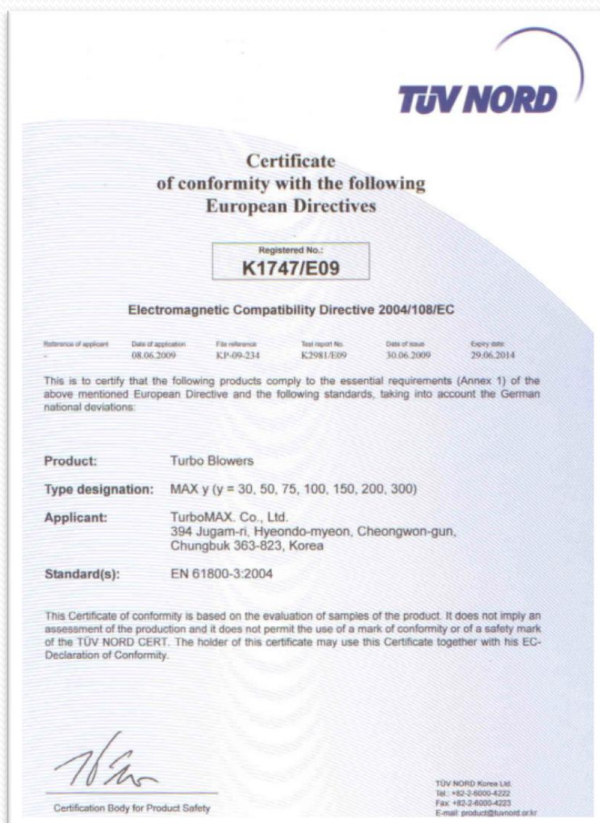 TÜV NORD
Certificate
of conformity with the following
European Directives
Registered No.:
K1747/E09
Electromagnetic Compatibility Directive 2004/108/EC
Reference of applicant Date of application File reference Test report No. Date of issue Expiry date
- 08.06.2009 KP-09-234 K2981/E09 30.06.2009 29.06.2014
This is to certify that the following products comply to the essential requirements (Annex 1) of the
above mentioned European Directive and the following standards, taking into account the German
national deviations:
Product: Turbo Blowers
Type designation: MAX y (y = 30, 50, 75, 100, 150, 200, 300)
Applicant: TurboMAX. Co., Ltd.
394 Jugam-ri, Hyeondo-myeon, Cheongwon-gun,
Chungbuk 363-823, Korea
Standard(s): EN 61800-3:2004
This Certificate of conformity is based on the evaluation of samples of the product. It does not imply an
assessment of the production and it does not permit the use of a mark of conformity or of a safety mark
of the TÜV NORD CERT. The holder of this certificate may use this Certificate together with his EC-
Declaration of Conformity.
Certification Body for Product Safety
TÜV NORD Korea Ltd.
Tel.: +82-2-6000-4222
Fax: +82-2-6000-4223
E-mail: product@tuvnord.or.kr